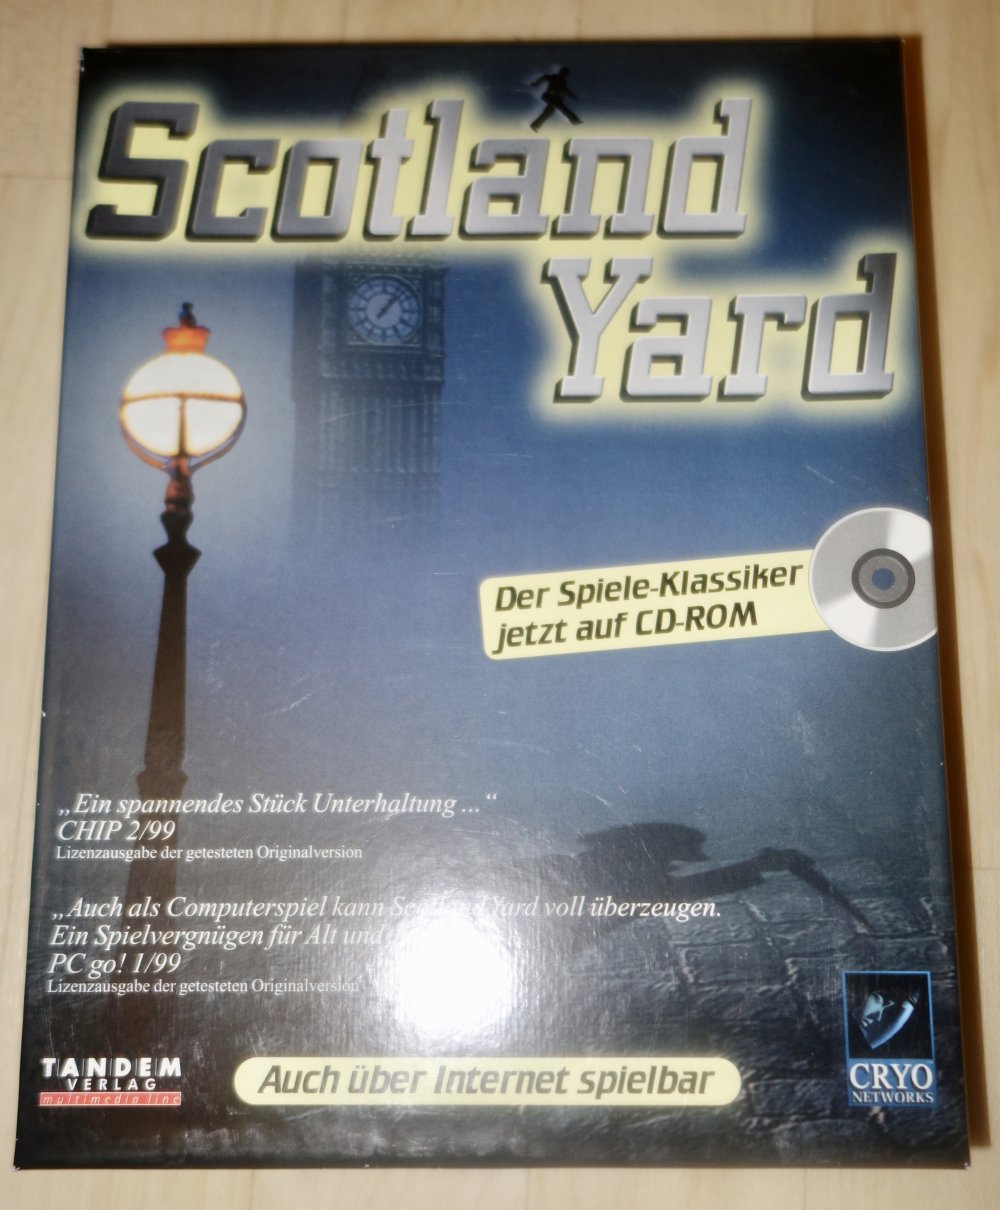 Scotland
Yard
Der Spiele-Klassiker
jetzt auf CD-ROM
„Ein spannendes Stück Unterhaltung ...“
CHIP 2/99
Lizenzausgabe der getesteten Originalversion
„Auch als Computerspiel kann Scotland Yard voll überzeugen.
Ein Spielvergnügen für Alt und
PC go! 1/99
Lizenzausgabe der getesteten Originalversion
TANDEM
VERLAG
multimedia line
Auch über Internet spielbar
CRYO
NETWORKS